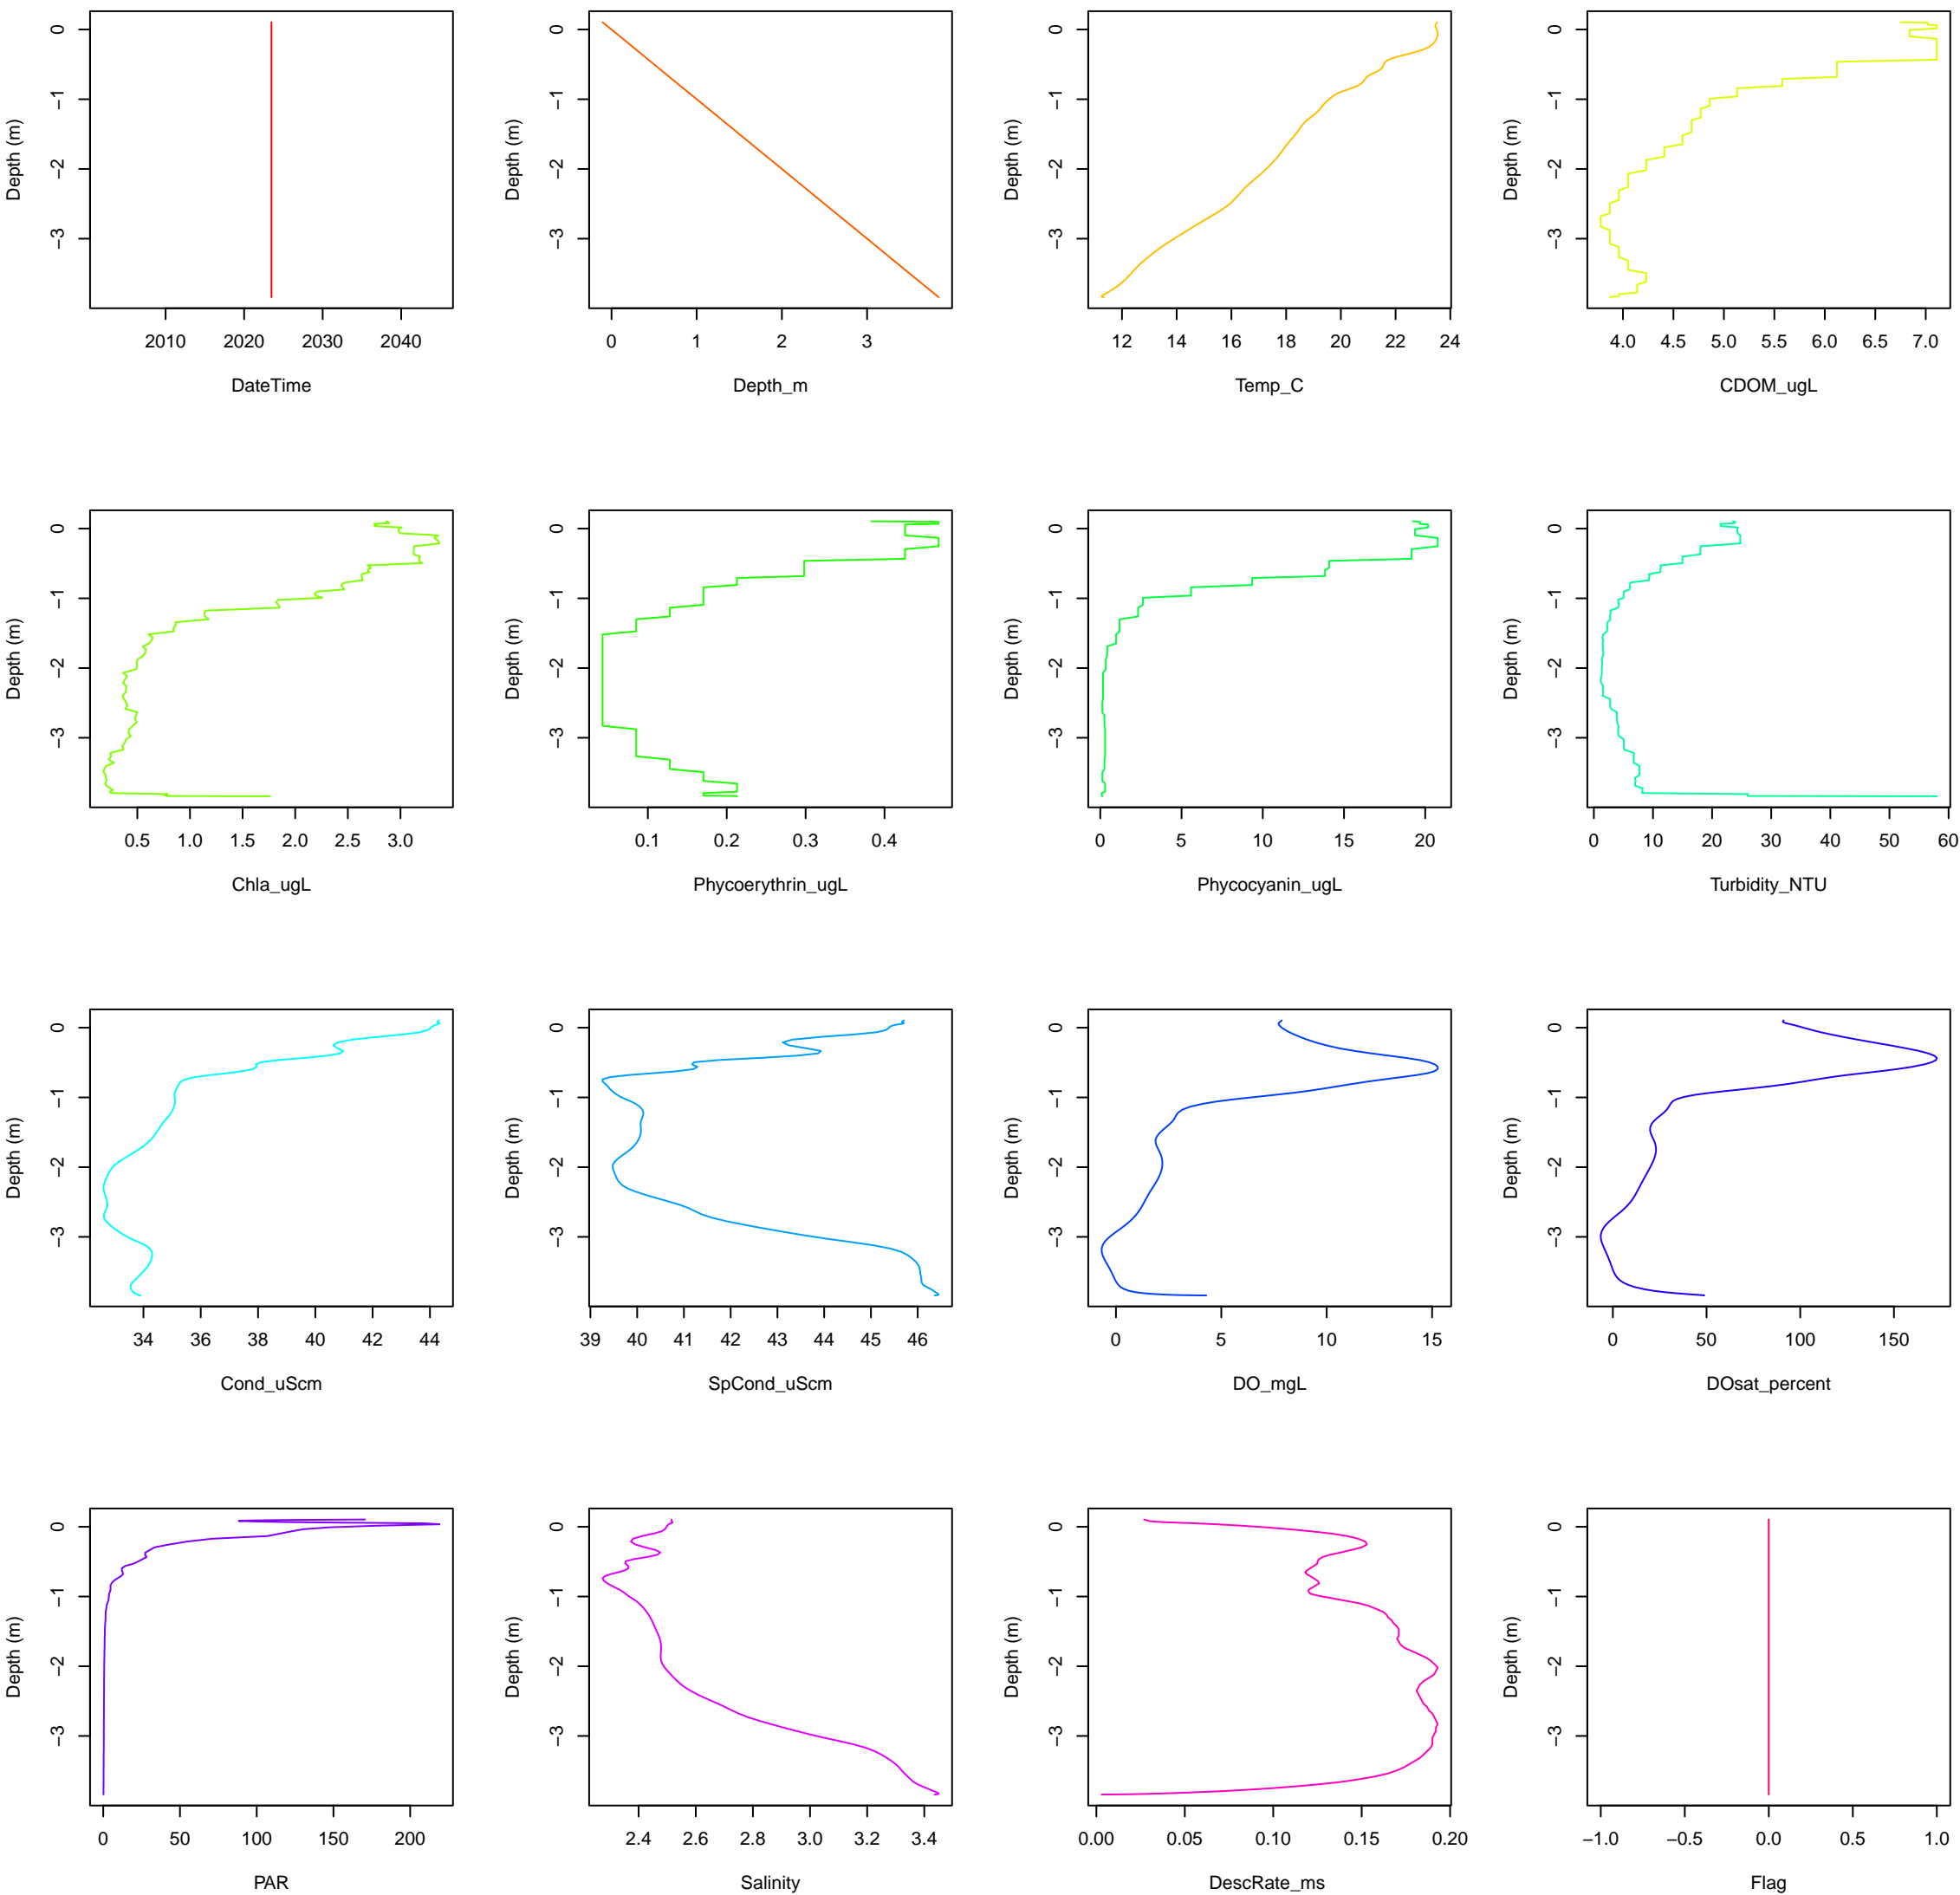 0
−1
−2
−3
Depth (m)
2010 2020 2030 2040
DateTime
0
−1
−2
−3
Depth (m)
0 1 2 3
Depth_m
0
−1
−2
−3
Depth (m)
12 14 16 18 20 22 24
Temp_C
0
−1
−2
−3
Depth (m)
4.0 4.5 5.0 5.5 6.0 6.5 7.0
CDOM_ugL
0
−1
−2
−3
Depth (m)
0.5 1.0 1.5 2.0 2.5 3.0
Chla_ugL
0
−1
−2
−3
Depth (m)
0.1 0.2 0.3 0.4
Phycoerythrin_ugL
0
−1
−2
−3
Depth (m)
0 5 10 15 20
Phycocyanin_ugL
0
−1
−2
−3
Depth (m)
0 10 20 30 40 50 60
Turbidity_NTU
0
−1
−2
−3
Depth (m)
34 36 38 40 42 44
Cond_uScm
0
−1
−2
−3
Depth (m)
39 40 41 42 43 44 45 46
SpCond_uScm
0
−1
−2
−3
Depth (m)
0 5 10 15
DO_mgL
0
−1
−2
−3
Depth (m)
0 50 100 150
DOsat_percent
0
−1
−2
−3
Depth (m)
0 50 100 150 200
PAR
0
−1
−2
−3
Depth (m)
2.4 2.6 2.8 3.0 3.2 3.4
Salinity
0
−1
−2
−3
Depth (m)
0.00 0.05 0.10 0.15 0.20
DescRate_ms
0
−1
−2
−3
Depth (m)
−1.0 −0.5 0.0 0.5 1.0
Flag